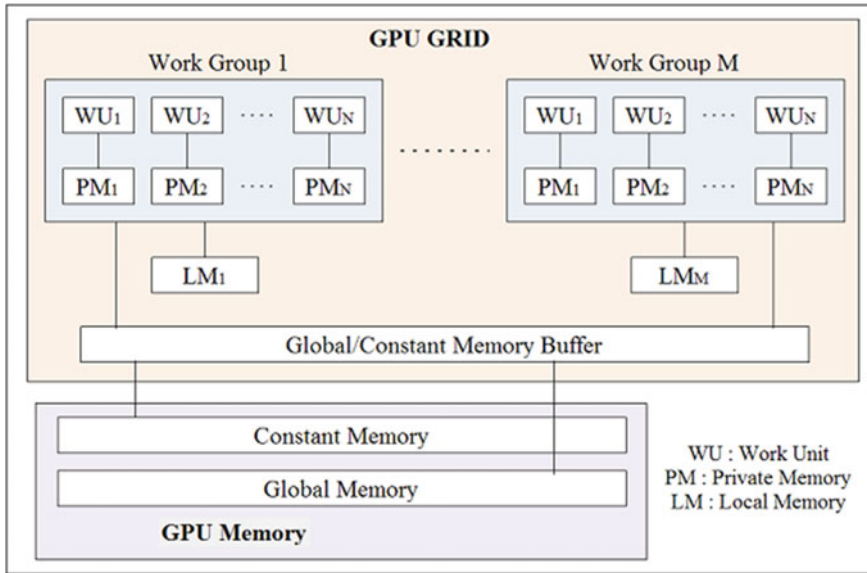 GPU GRID
Work Group 1
Work Group M
WU1 WU2 .... WUN
WU1 WU2 .... WUN
........
PM1 PM2 .... PMN
PM1 PM2 .... PMN
LM1
LMM
Global/Constant Memory Buffer
Constant Memory
Global Memory
GPU Memory
WU : Work Unit
PM : Private Memory
LM : Local Memory